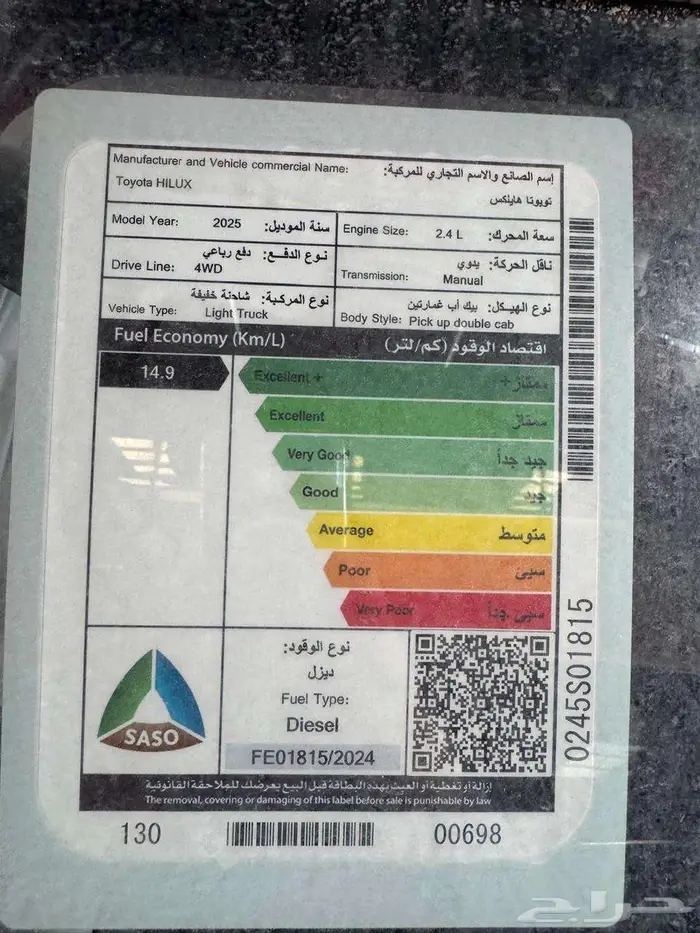 Manufacturer and Vehicle commercial Name: إسم الصانع والاسم التجاري للمركبة:
Toyota HILUX
تويوتا هايلكس
Model Year: 2025 سنة الموديل:
Engine Size: 2.4 L سعة المحرك:
نوع الدفع: دفع رباعي
Drive Line: 4WD
ناقل الحركة: يدوي
Transmission: Manual
نوع المركبة: شاحنة خفيفة
Vehicle Type: Light Truck
نوع الهيكل: بيك أب غمارتين
Body Style: Pick up double cab
Fuel Economy (Km/L) اقتصاد الوقود (كم/لتر)
14.9
Excellent + ممتاز +
Excellent ممتاز
Very Good جيد جداً
Good جيد
Average متوسط
Poor سيئ
Very Poor سيئ جداً
SASO
نوع الوقود:
ديزل
Fuel Type:
Diesel
FE01815/2024
0245S01815
إزالة أو تغطية أو العبث بهذه البطاقة قبل البيع يعرضك للملاحقة القانونية
The removal, covering or damaging of this label before sale is punishable by law
130 00698
حراج